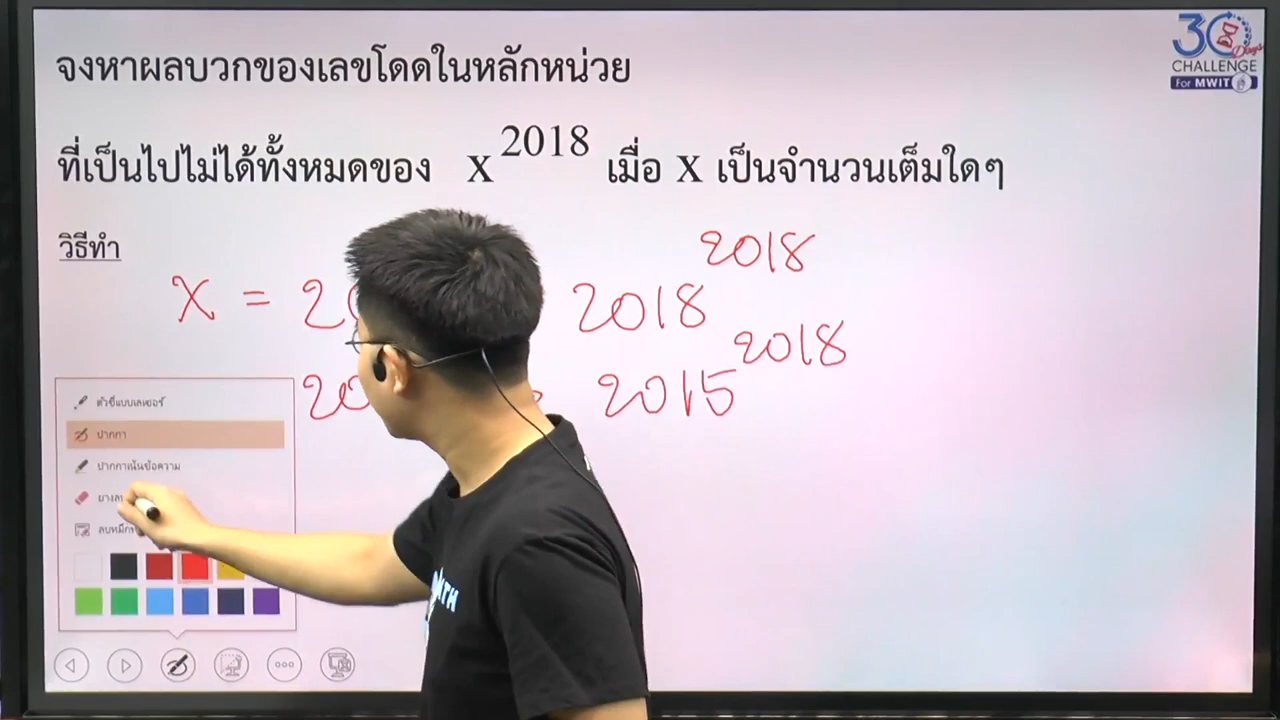 จงหาผลบวกของเลขโดดในหลักหน่วย
ที่เป็นไปไม่ได้ทั้งหมดของ x^2018 เมื่อ x เป็นจำนวนเต็มใดๆ
30 Days
CHALLENGE
For MWIT
วิธีทำ
x = 2018^2018
2015^2018
ตัวชี้แบบเลเซอร์
ปากกา
ปากกาเน้นข้อความ